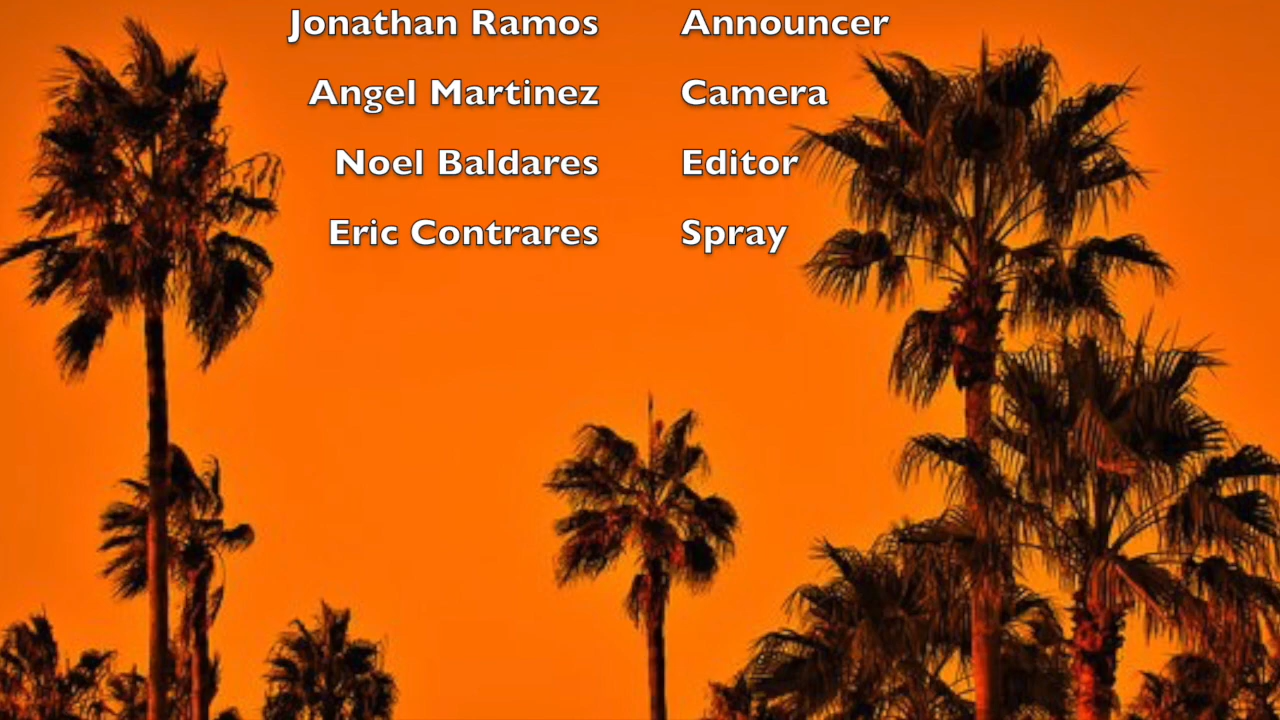 Jonathan Ramos Announcer
Angel Martinez Camera
Noel Baldares Editor
Eric Contrares Spray